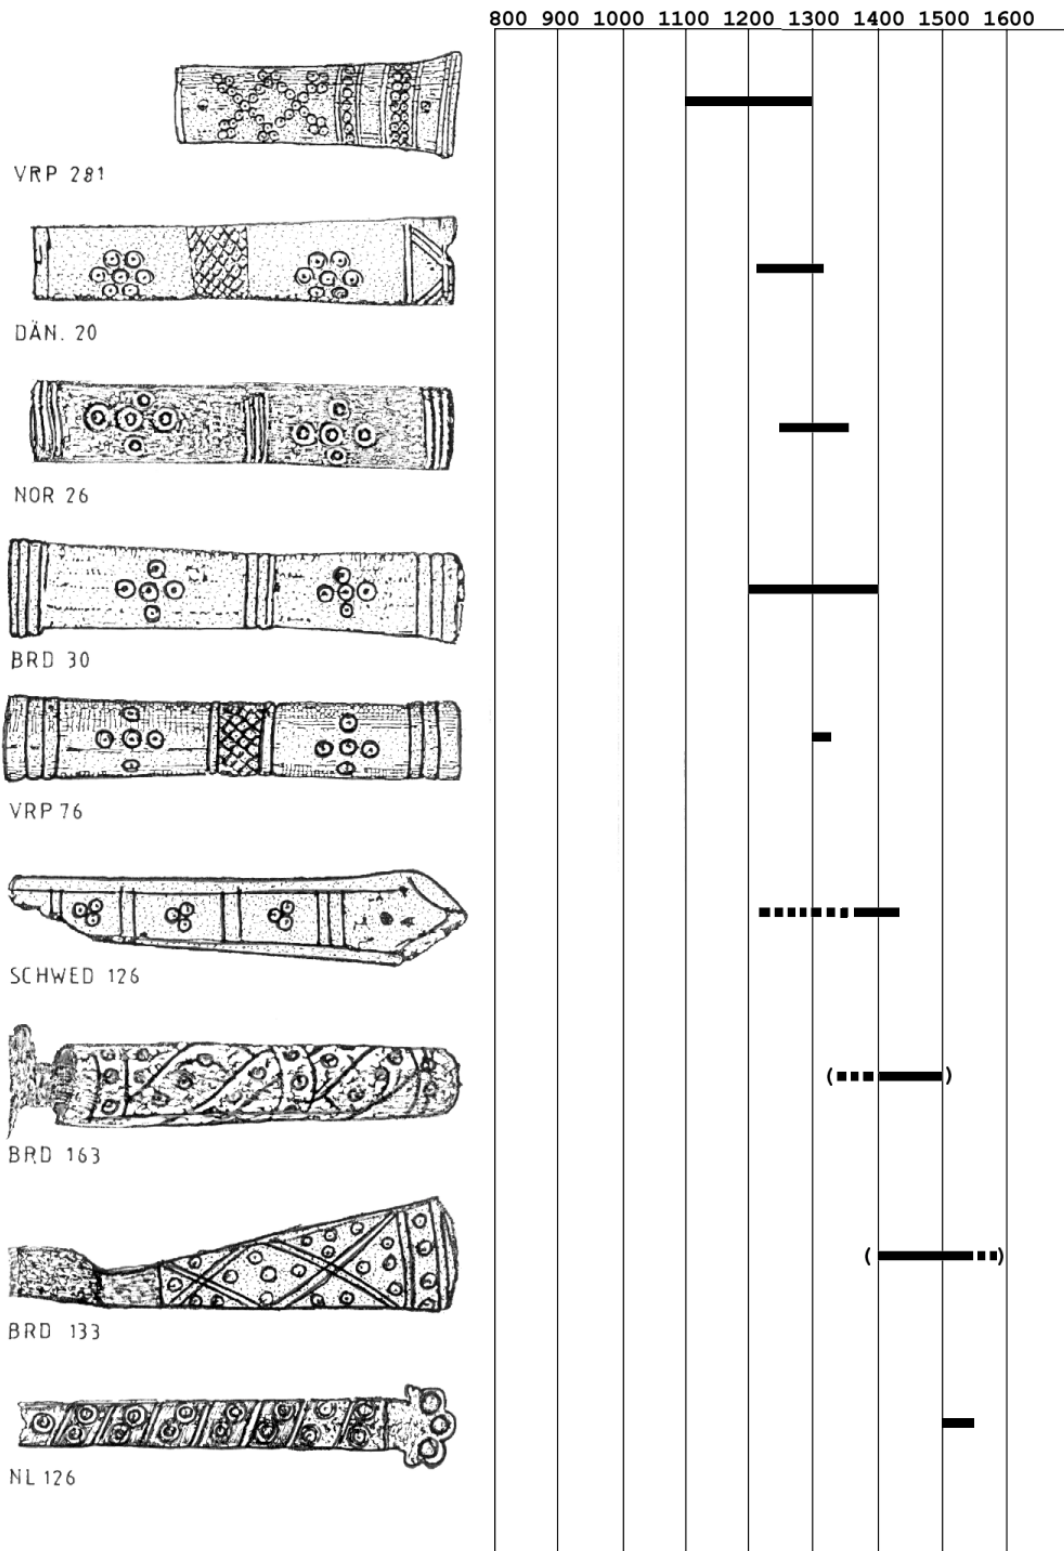 800 900 1000 1100 1200 1300 1400 1500 1600
VRP 281
DÄN. 20
NOR 26
BRD 30
VRP 76
SCHWED 126
BRD 163
( )
BRD 133
( )
NL 126